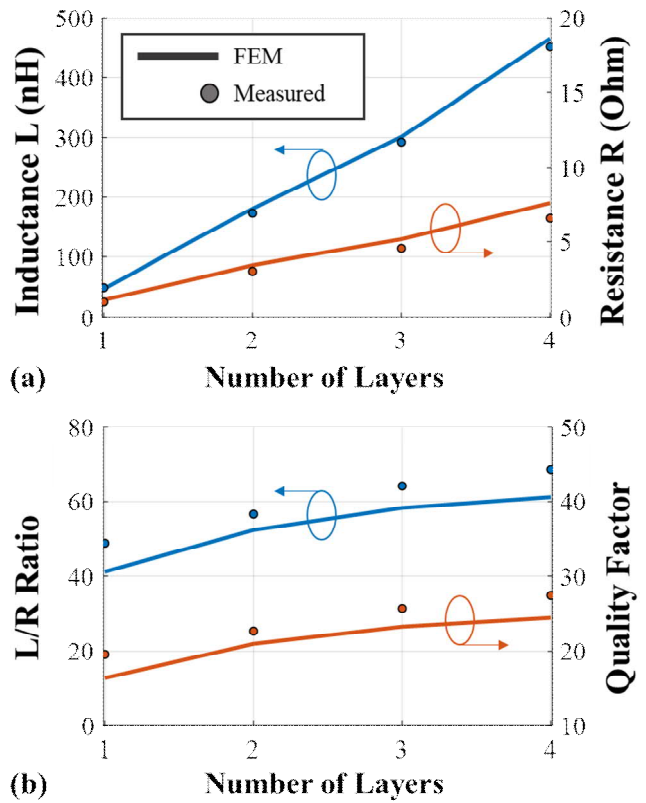 500
400
300
200
100
0
Inductance L (nH)
FEM
Measured
20
15
10
5
0
Resistance R (Ohm)
1
2
3
4
(a)
Number of Layers
80
60
40
20
0
L/R Ratio
50
40
30
20
10
Quality Factor
1
2
3
4
(b)
Number of Layers